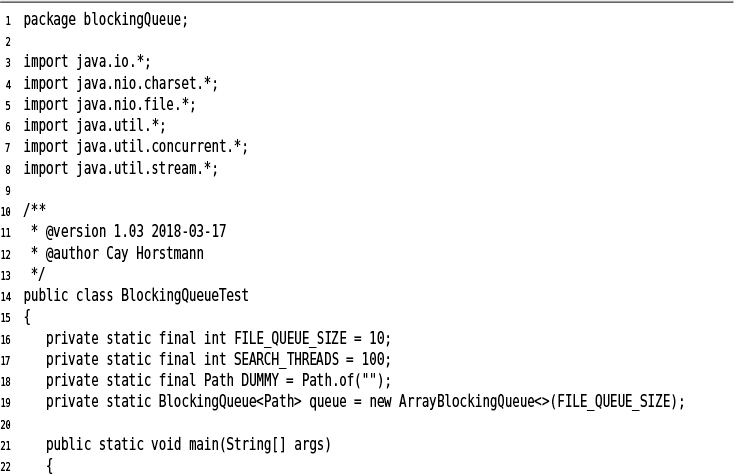 1 package blockingQueue;
2
3 import java.io.*;
4 import java.nio.charset.*;
5 import java.nio.file.*;
6 import java.util.*;
7 import java.util.concurrent.*;
8 import java.util.stream.*;
9
10 /**
11  * @version 1.03 2018-03-17
12  * @author Cay Horstmann
13  */
14 public class BlockingQueueTest
15 {
16    private static final int FILE_QUEUE_SIZE = 10;
17    private static final int SEARCH_THREADS = 100;
18    private static final Path DUMMY = Path.of("");
19    private static BlockingQueue<Path> queue = new ArrayBlockingQueue<>(FILE_QUEUE_SIZE);
20
21    public static void main(String[] args)
22    {